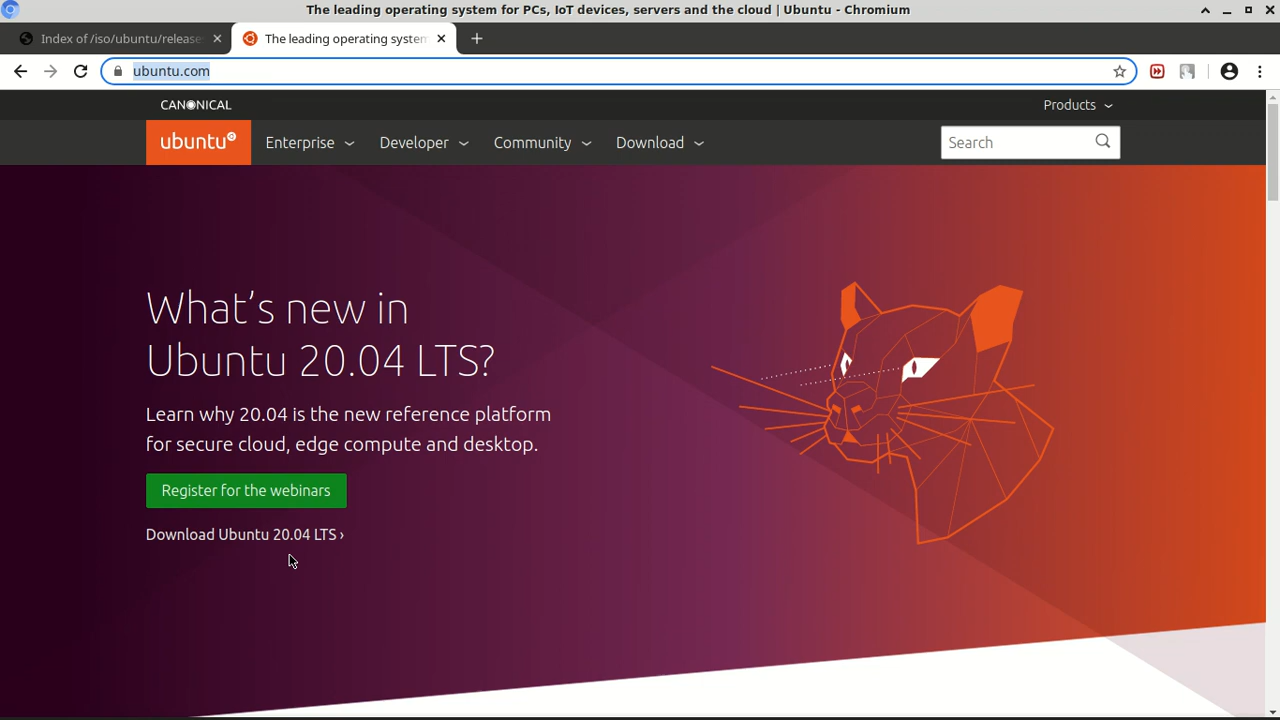 The leading operating system for PCs, IoT devices, servers and the cloud | Ubuntu - Chromium
Index of /iso/ubuntu/release
The leading operating system
ubuntu.com
CANONICAL
Products
ubuntu
Enterprise
Developer
Community
Download
Search
What's new in
Ubuntu 20.04 LTS?
Learn why 20.04 is the new reference platform
for secure cloud, edge compute and desktop.
Register for the webinars
Download Ubuntu 20.04 LTS ›